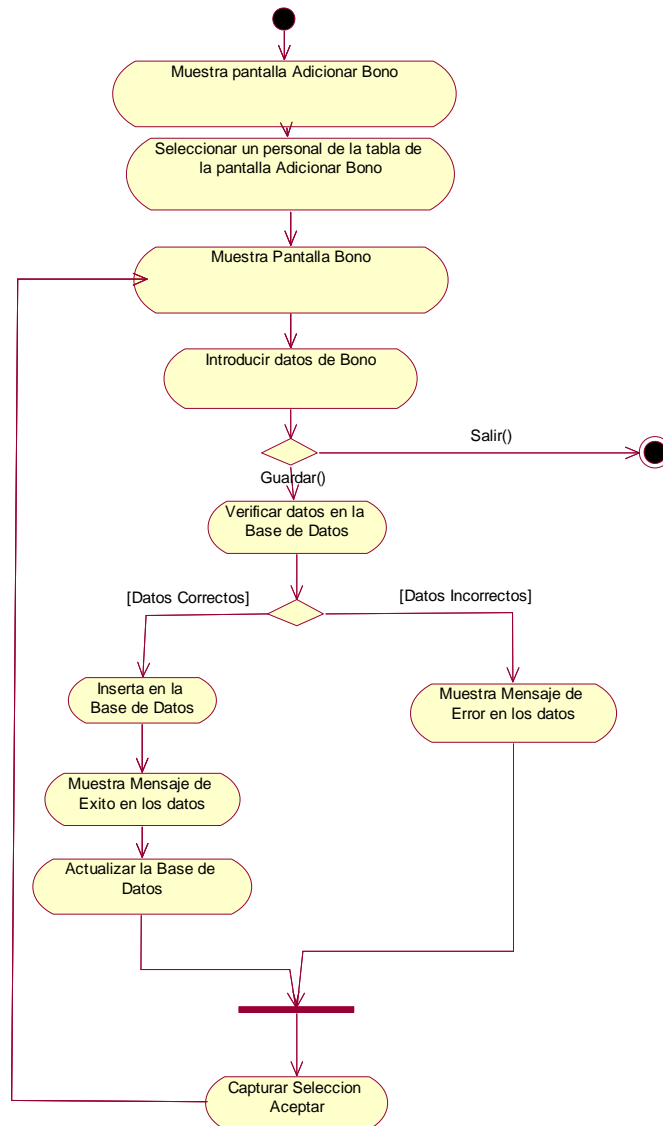 Muestra pantalla Adicionar Bono
Seleccionar un personal de la tabla de
la pantalla Adicionar Bono
Muestra Pantalla Bono
Introducir datos de Bono
Salir()
Guardar()
Verificar datos en la
Base de Datos
[Datos Correctos]
[Datos Incorrectos]
Inserta en la
Base de Datos
Muestra Mensaje de
Error en los datos
Muestra Mensaje de
Exito en los datos
Actualizar la Base de
Datos
Capturar Seleccion
Aceptar